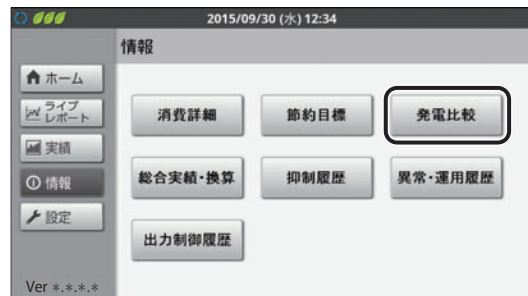 2015/09/30 (水) 12:34
情報
ホーム
ライブ
レポート
実績
情報
設定
消費詳細
節約目標
発電比較
総合実績・換算
抑制履歴
異常・運用履歴
出力制御履歴
Ver *.*.*.*